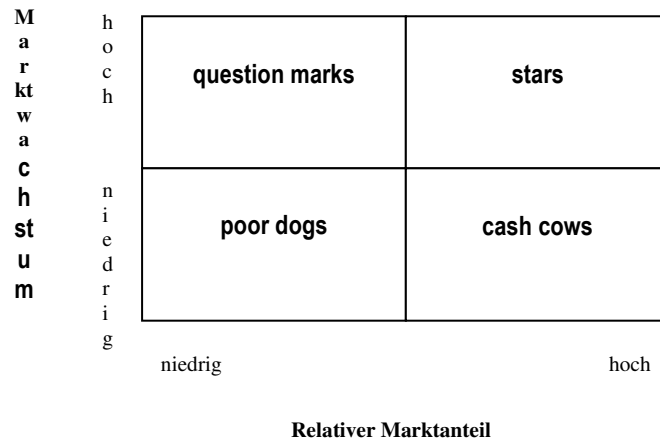 Marktwachstum
hoch
question marks
stars
niedrig
poor dogs
cash cows
niedrig
hoch
Relativer Marktanteil